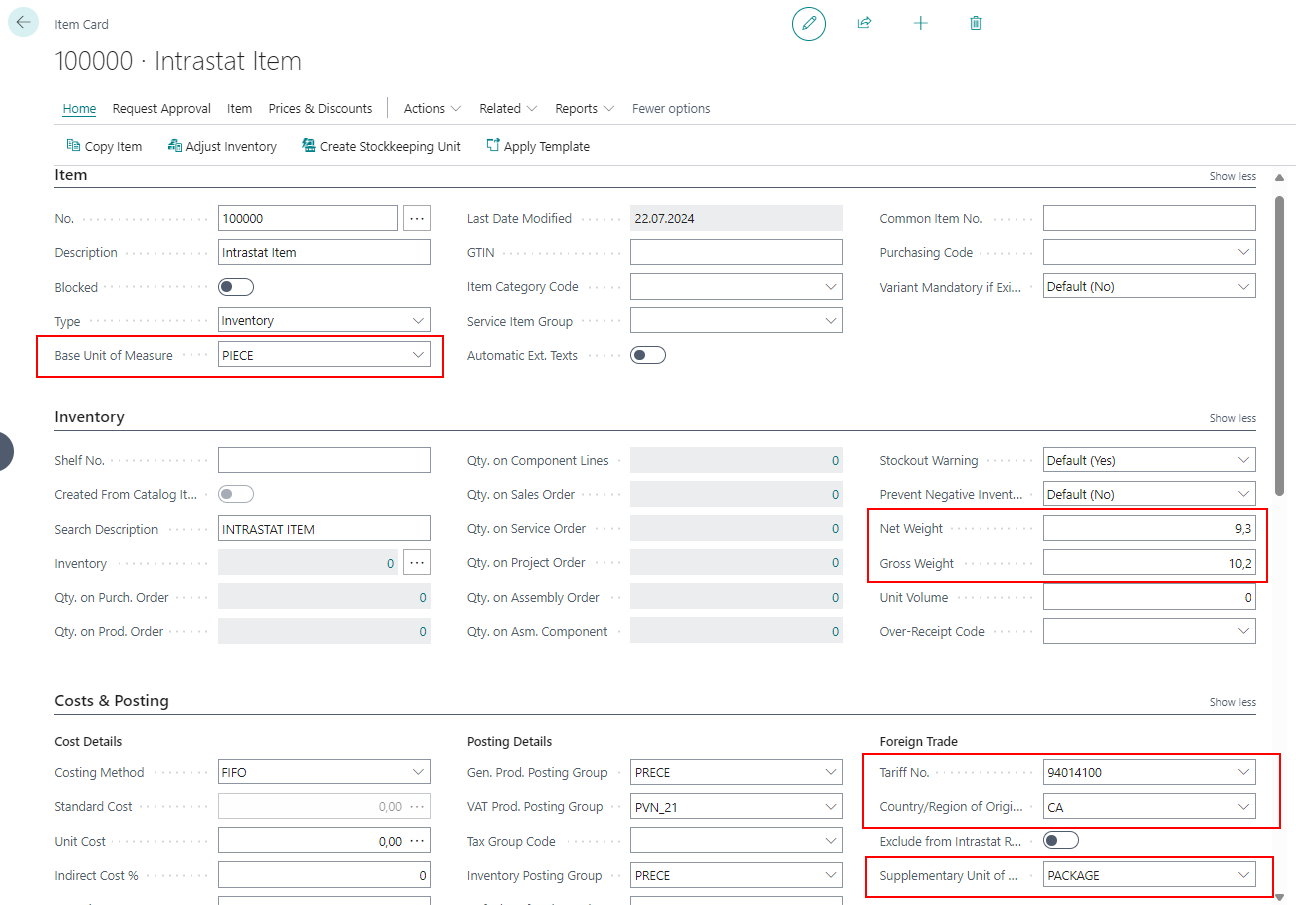 Item Card
100000 · Intrastat Item
Home Request Approval Item Prices & Discounts Actions Related Reports Fewer options
Copy Item Adjust Inventory Create Stockkeeping Unit Apply Template
Item Show less
No. 100000 ... Last Date Modified 22.07.2024 Common Item No.
Description Intrastat Item GTIN Purchasing Code
Blocked Item Category Code Variant Mandatory if Exi... Default (No)
Type Inventory Service Item Group
Base Unit of Measure PIECE Automatic Ext. Texts
Inventory Show less
Shelf No. Qty. on Component Lines 0 Stockout Warning Default (Yes)
Created From Catalog It... Qty. on Sales Order 0 Prevent Negative Invent... Default (No)
Search Description INTRASTAT ITEM Qty. on Service Order 0 Net Weight 9,3
Inventory 0 ... Qty. on Project Order 0 Gross Weight 10,2
Qty. on Purch. Order 0 Qty. on Assembly Order 0 Unit Volume 0
Qty. on Prod. Order 0 Qty. on Asm. Component 0 Over-Receipt Code
Costs & Posting Show less
Cost Details Posting Details Foreign Trade
Costing Method FIFO Gen. Prod. Posting Group PRECE Tariff No. 94014100
Standard Cost 0,00 ... VAT Prod. Posting Group PVN_21 Country/Region of Origi... CA
Unit Cost 0,00 ... Tax Group Code Exclude from Intrastat R...
Indirect Cost % 0 Inventory Posting Group PRECE Supplementary Unit of ... PACKAGE